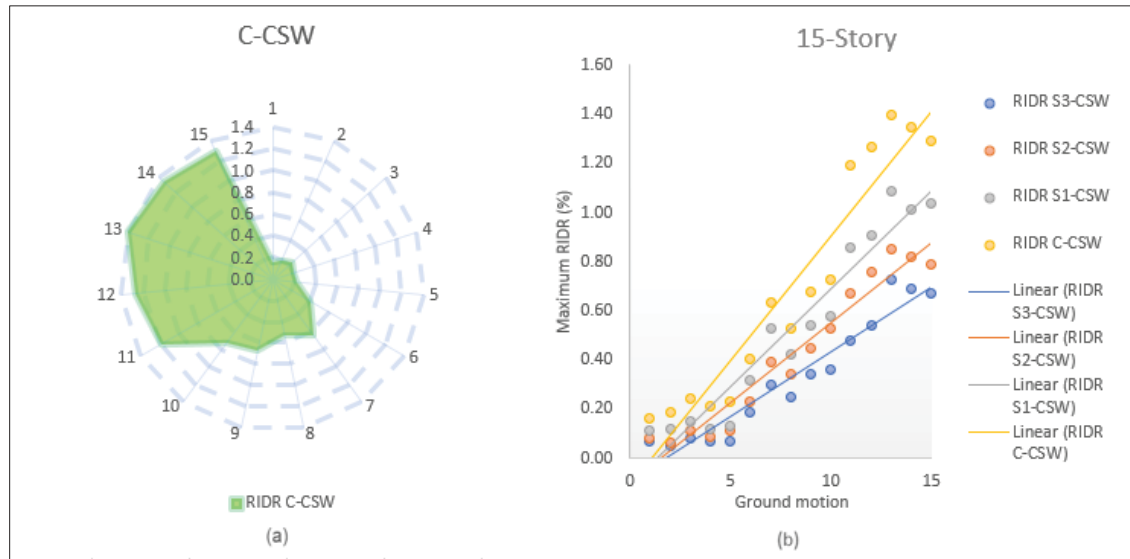 C-CSW
1
2
3
4
5
6
7
8
9
10
11
12
13
14
15
1.4
1.2
1.0
0.8
0.6
0.4
0.2
0.0
RIDR C-CSW
(a)
15-Story
Maximum RIDR (%)
1.60
1.40
1.20
1.00
0.80
0.60
0.40
0.20
0.00
0
5
10
15
Ground motion
RIDR S3-CSW
RIDR S2-CSW
RIDR S1-CSW
RIDR C-CSW
Linear (RIDR
S3-CSW)
Linear (RIDR
S2-CSW)
Linear (RIDR
S1-CSW)
Linear (RIDR
C-CSW)
(b)